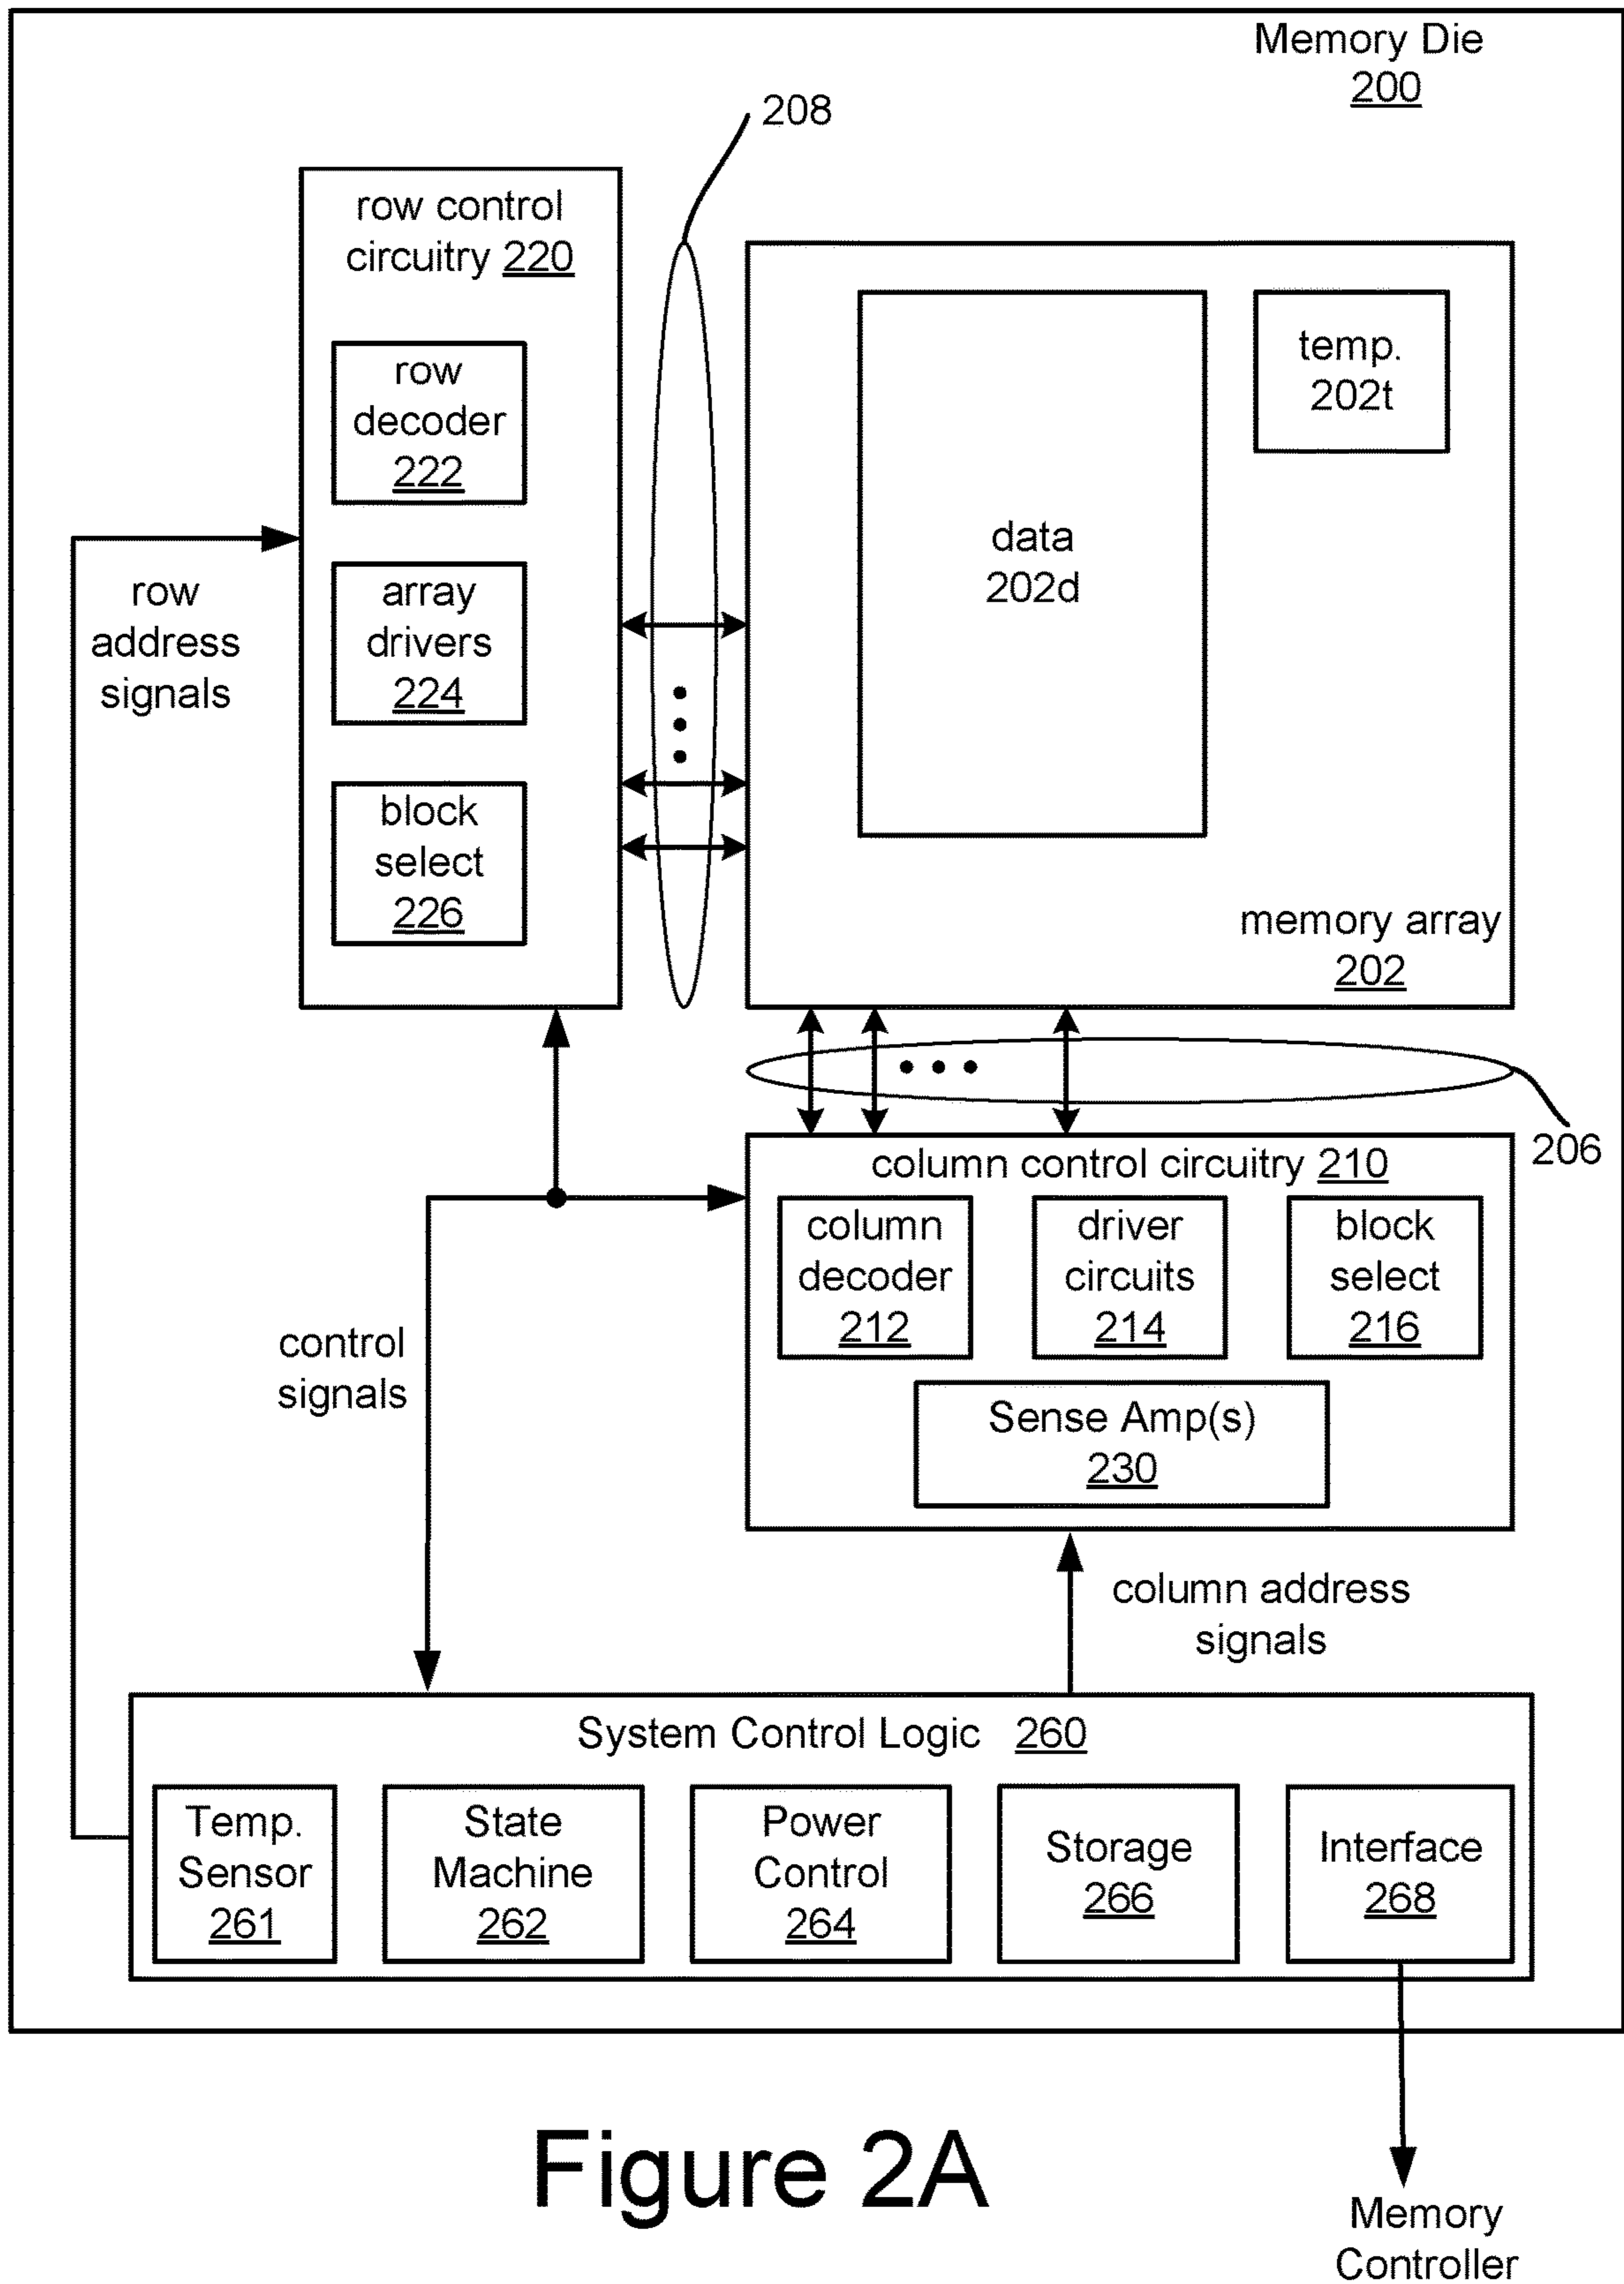 Memory Die
200
208
row control
circuitry 220
row
decoder
222
array
drivers
224
block
select
226
row
address
signals
temp.
202t
data
202d
memory array
202
206
column control circuitry 210
column
decoder
212
driver
circuits
214
block
select
216
Sense Amp(s)
230
control
signals
column address
signals
System Control Logic 260
Temp.
Sensor
261
State
Machine
262
Power
Control
264
Storage
266
Interface
268
Figure 2A
Memory
Controller